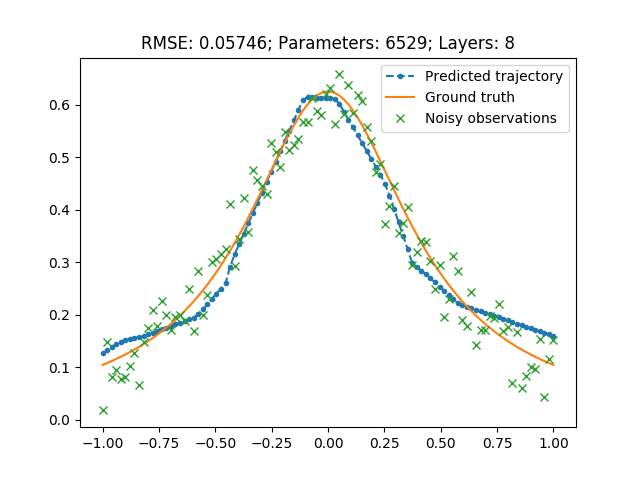 RMSE: 0.05746; Parameters: 6529; Layers: 8
Predicted trajectory
Ground truth
Noisy observations
0.6
0.5
0.4
0.3
0.2
0.1
0.0
−1.00 −0.75 −0.50 −0.25 0.00 0.25 0.50 0.75 1.00